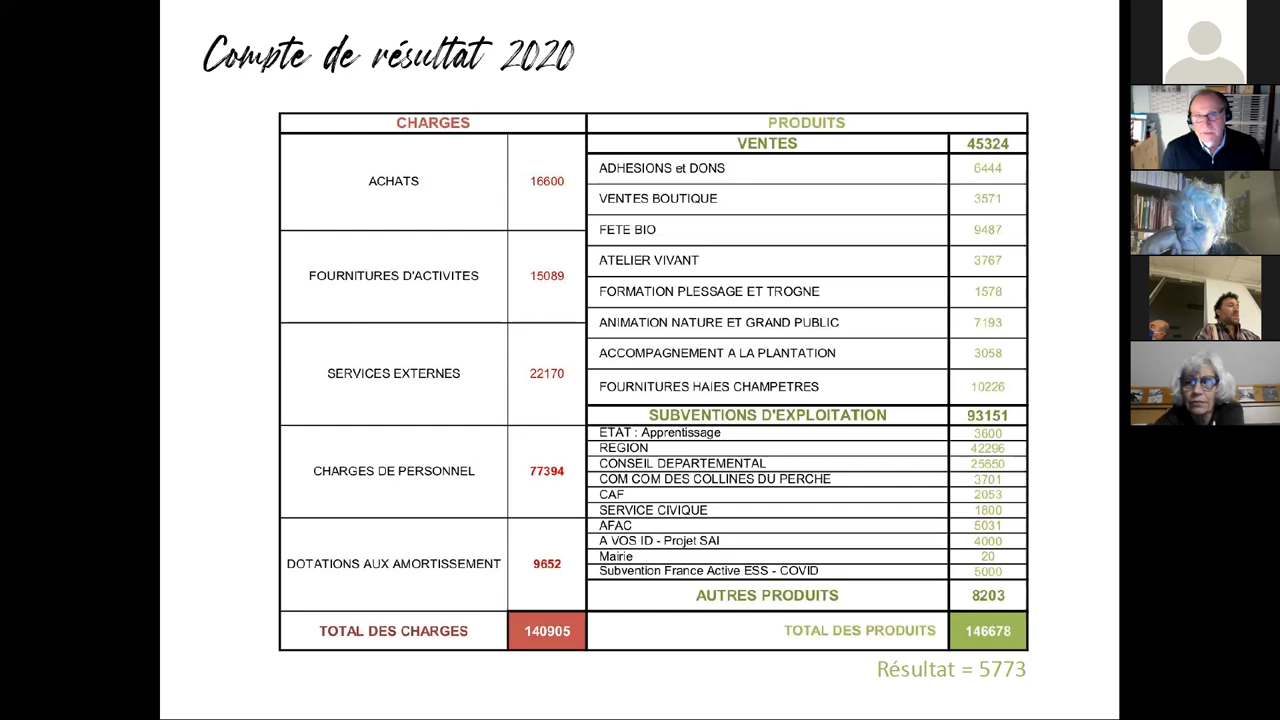 Compte de résultat 2020
CHARGES
PRODUITS
VENTES 45324
ACHATS 16600
ADHESIONS et DONS 6444
VENTES BOUTIQUE 3571
FETE BIO 9487
ATELIER VIVANT 3767
FOURNITURES D'ACTIVITES 15089
FORMATION PLESSAGE ET TROGNE 1578
ANIMATION NATURE ET GRAND PUBLIC 7193
ACCOMPAGNEMENT A LA PLANTATION 3058
SERVICES EXTERNES 22170
FOURNITURES HAIES CHAMPETRES 10226
SUBVENTIONS D'EXPLOITATION 93151
ETAT : Apprentissage 3600
REGION 42296
CONSEIL DEPARTEMENTAL 25650
CHARGES DE PERSONNEL 77394
COM COM DES COLLINES DU PERCHE 3701
CAF 2053
SERVICE CIVIQUE 1800
AFAC 5031
A VOS ID - Projet SAI 4000
Mairie 20
DOTATIONS AUX AMORTISSEMENT 9652
Subvention France Active ESS - COVID 5000
AUTRES PRODUITS 8203
TOTAL DES CHARGES 140905
TOTAL DES PRODUITS 146678
Résultat = 5773